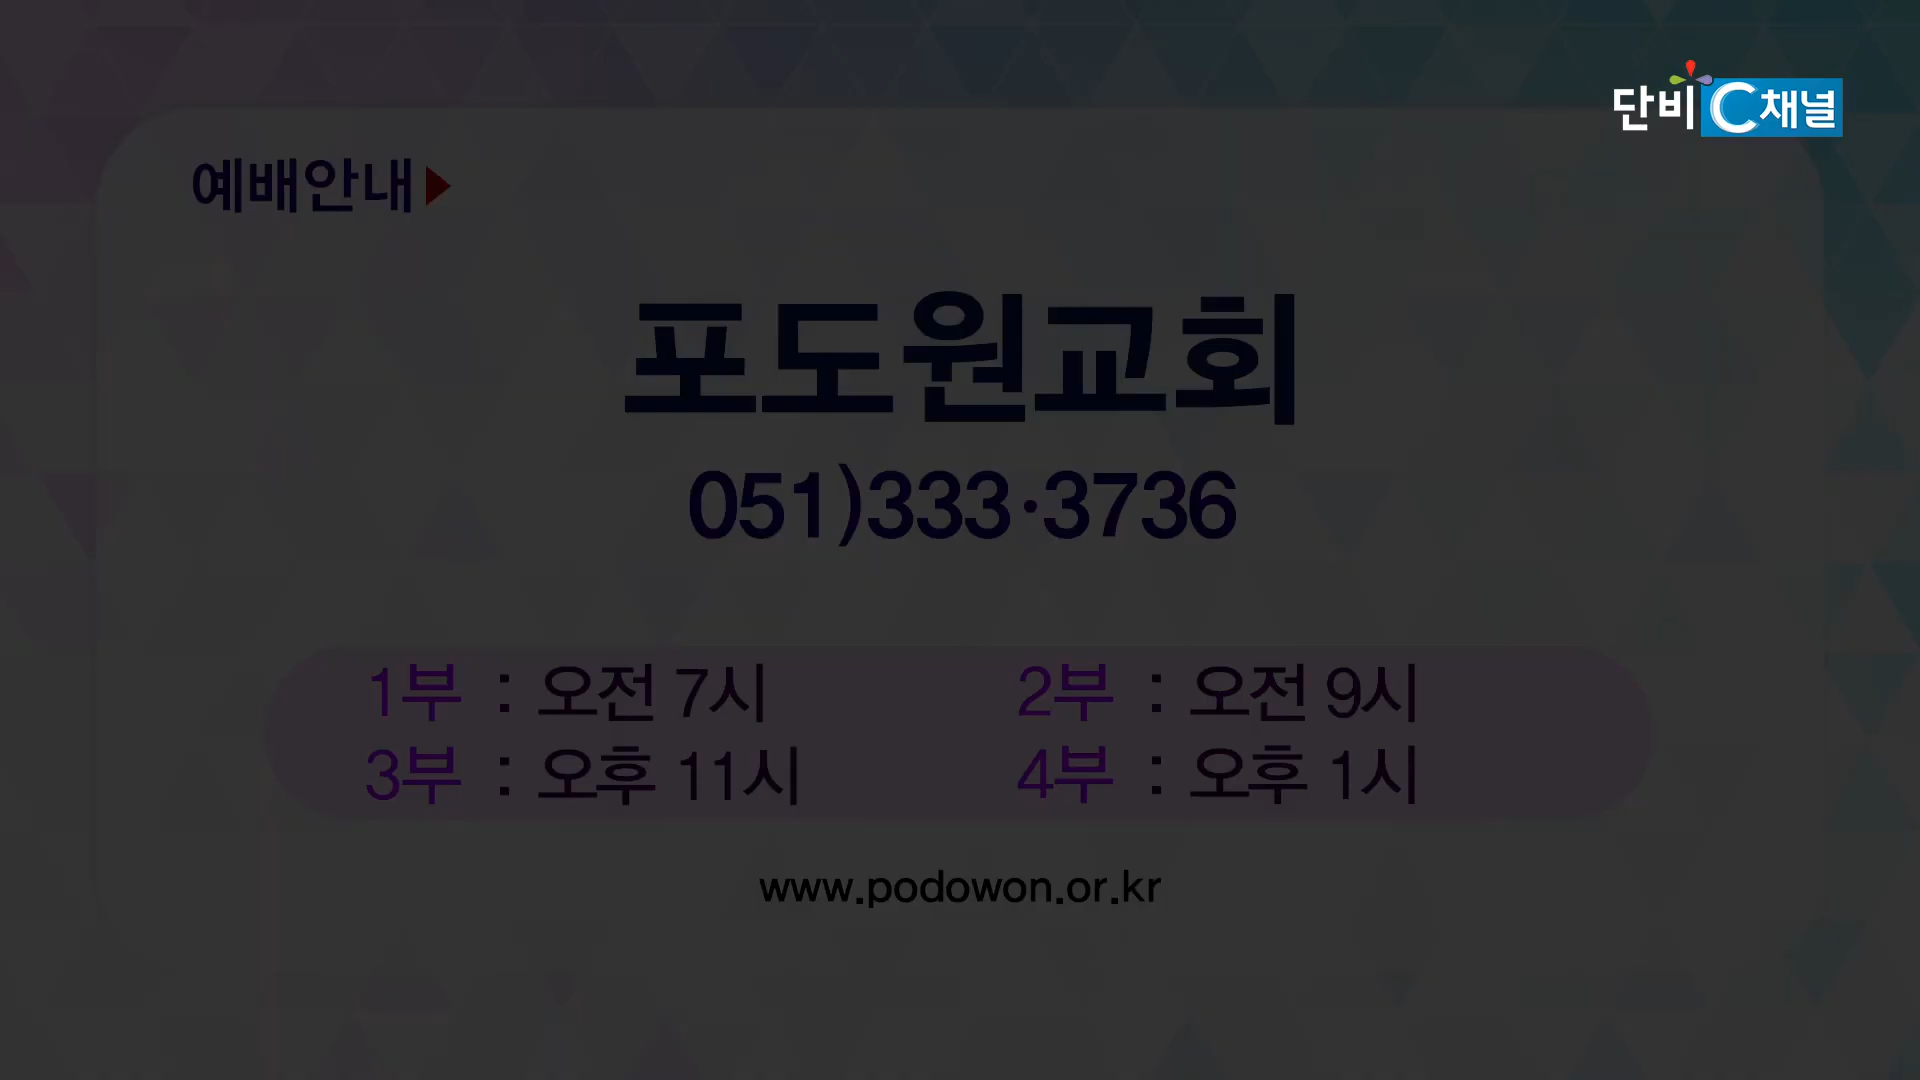 단비 C채널
예배안내
포도원교회
051)333·3736
1부 : 오전 7시 2부 : 오전 9시
3부 : 오후 11시 4부 : 오후 1시
www.podowon.or.kr